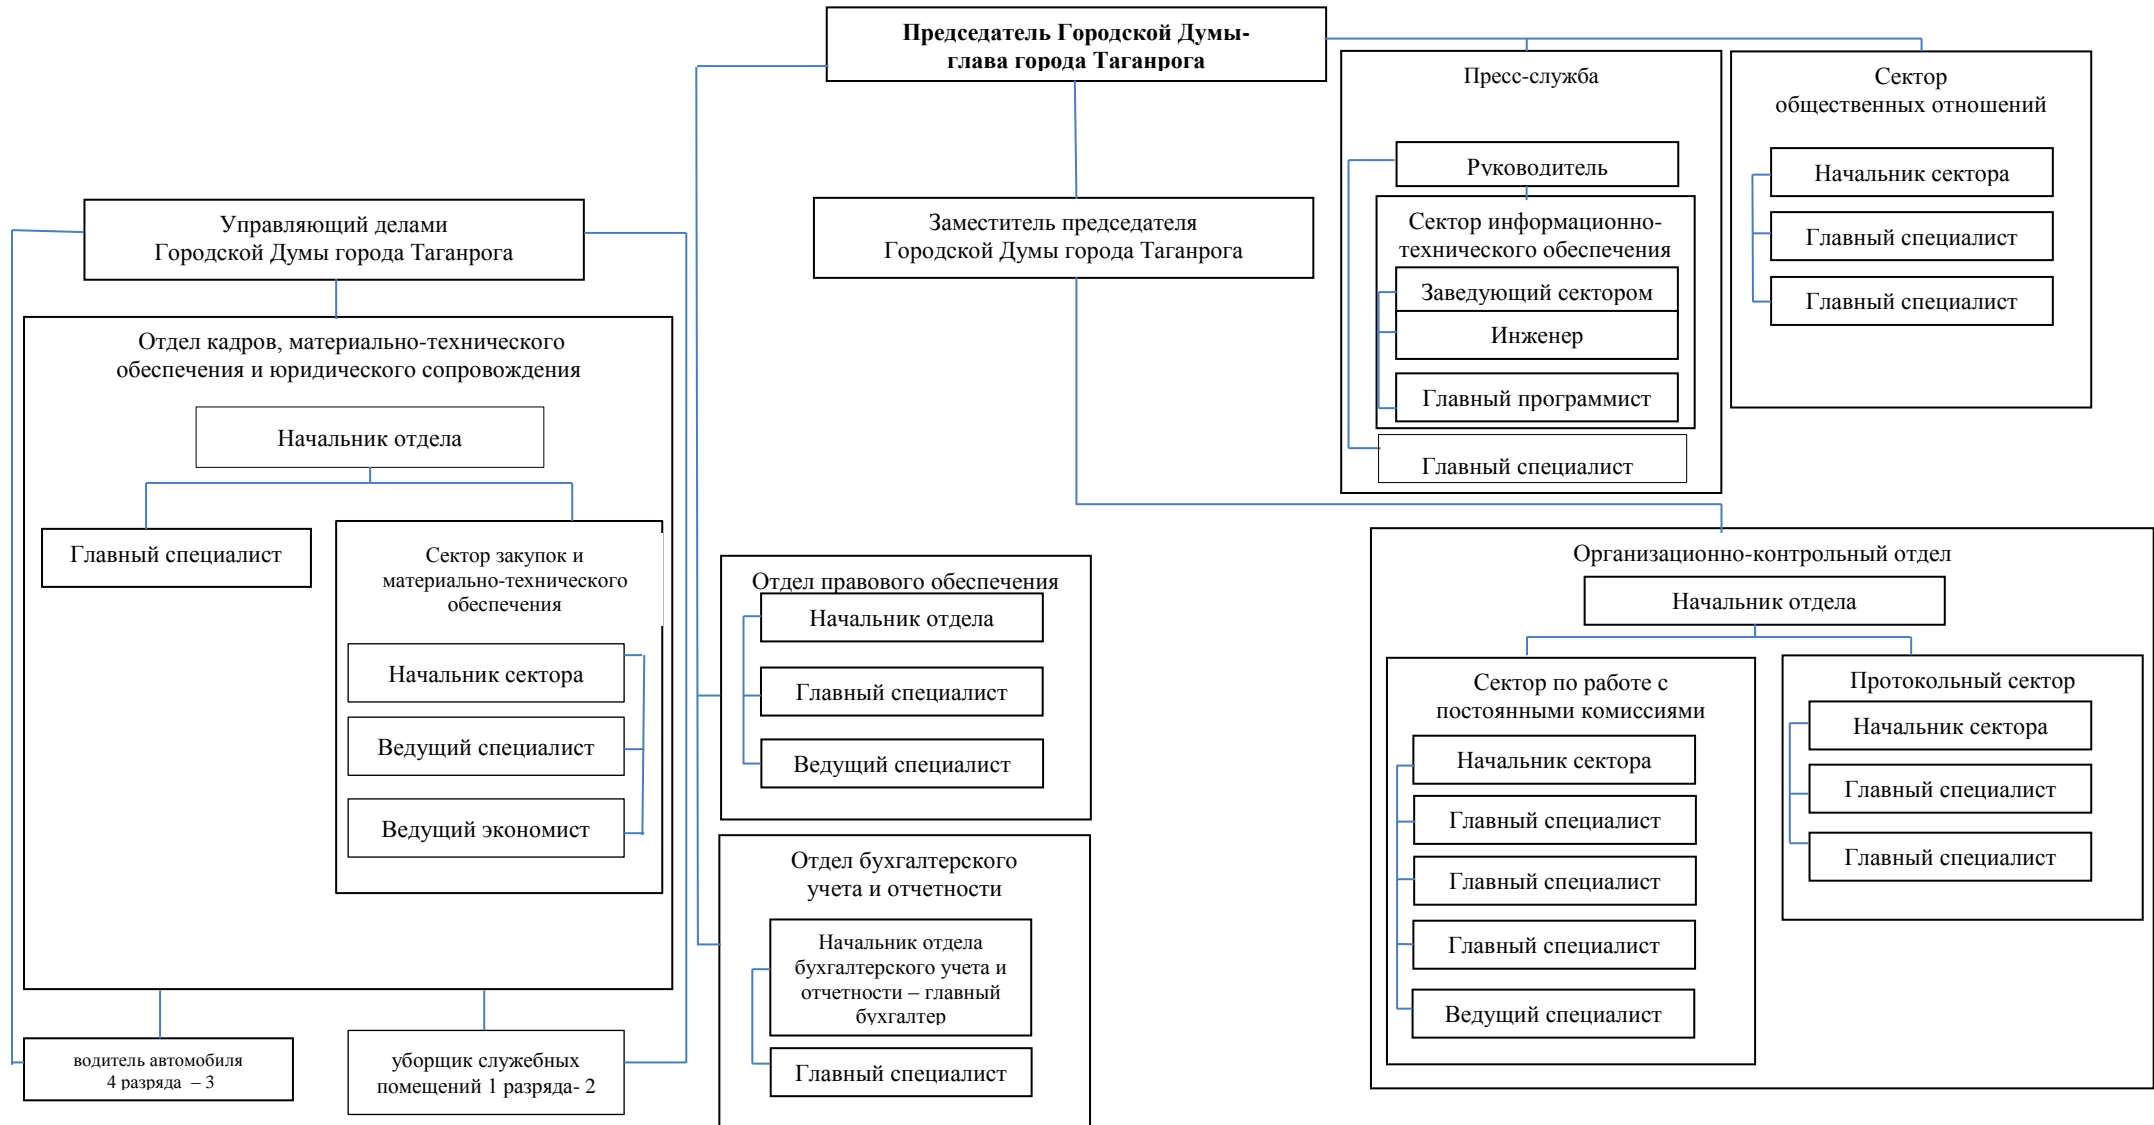 Председатель Городской Думы-
глава города Таганрога
Пресс-служба
Руководитель
Сектор информационно-
технического обеспечения
Заведующий сектором
Инженер
Главный программист
Главный специалист
Сектор
общественных отношений
Начальник сектора
Главный специалист
Главный специалист
Управляющий делами
Городской Думы города Таганрога
Заместитель председателя
Городской Думы города Таганрога
Отдел кадров, материально-технического
обеспечения и юридического сопровождения
Начальник отдела
Главный специалист
Сектор закупок и
материально-технического
обеспечения
Начальник сектора
Ведущий специалист
Ведущий экономист
водитель автомобиля
4 разряда – 3
уборщик служебных
помещений 1 разряда- 2
Отдел правового обеспечения
Начальник отдела
Главный специалист
Ведущий специалист
Отдел бухгалтерского
учета и отчетности
Начальник отдела
бухгалтерского учета и
отчетности – главный
бухгалтер
Главный специалист
Организационно-контрольный отдел
Начальник отдела
Сектор по работе с
постоянными комиссиями
Начальник сектора
Главный специалист
Главный специалист
Главный специалист
Ведущий специалист
Протокольный сектор
Начальник сектора
Главный специалист
Главный специалист